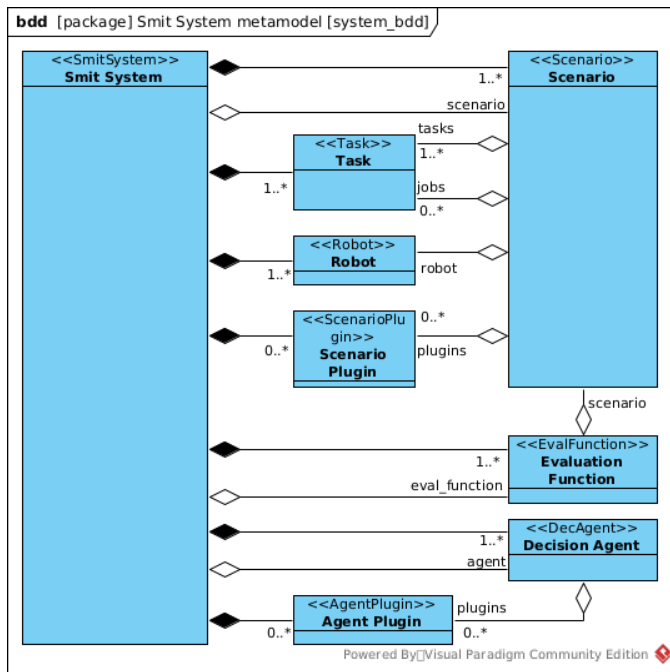 bdd [package] Smit System metamodel [system_bdd]
<<SmitSystem>>
Smit System
<<Scenario>>
Scenario
1..*
scenario
<<Task>>
Task
tasks
1..*
1..*
jobs
0..*
<<Robot>>
Robot
1..*
robot
<<ScenarioPlu
gin>>
Scenario
Plugin
0..*
0..*
plugins
scenario
<<EvalFunction>>
Evaluation
Function
1..*
eval_function
<<DecAgent>>
Decision Agent
1..*
agent
<<AgentPlugin>>
Agent Plugin
0..*
plugins
0..*
Powered By Visual Paradigm Community Edition